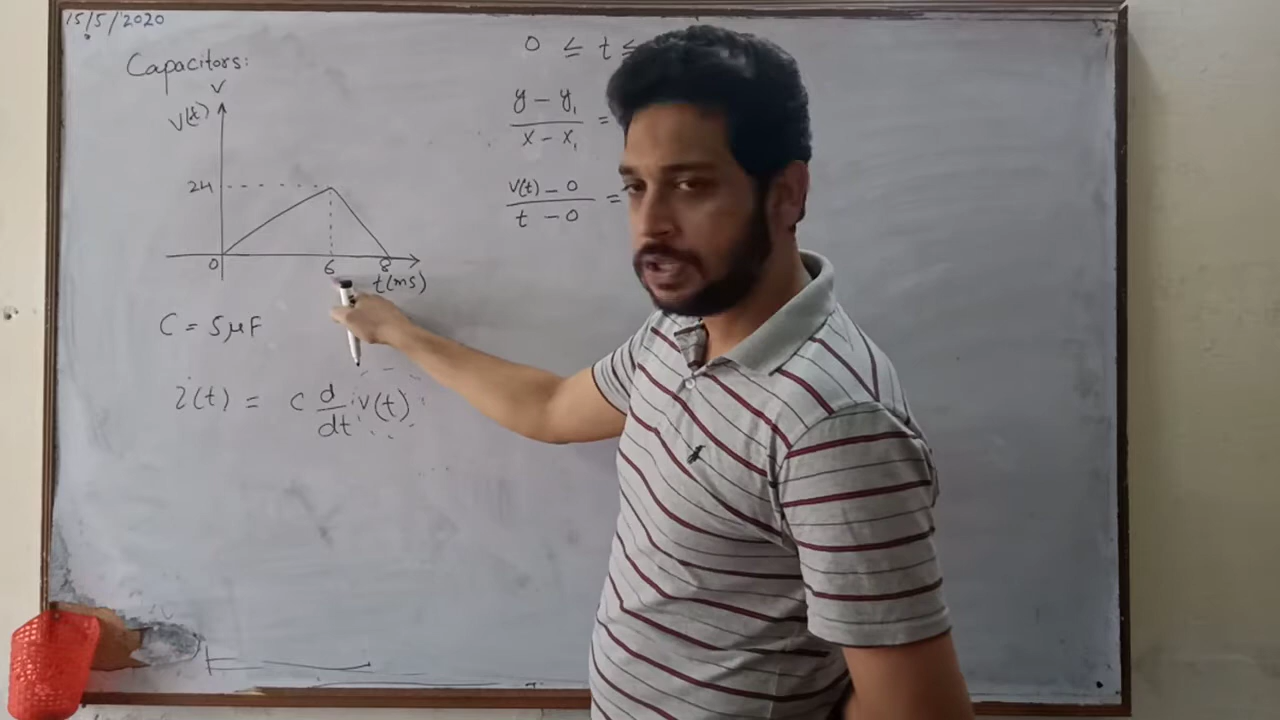 15/5/2020
Capacitors:
V
V(t)
24
0
6
8
t(ms)
C = 5μF
i(t) = C d/dt V(t)
0 ≤ t ≤
y - y₁ / x - x₁ =
V(t) - 0 / t - 0 =